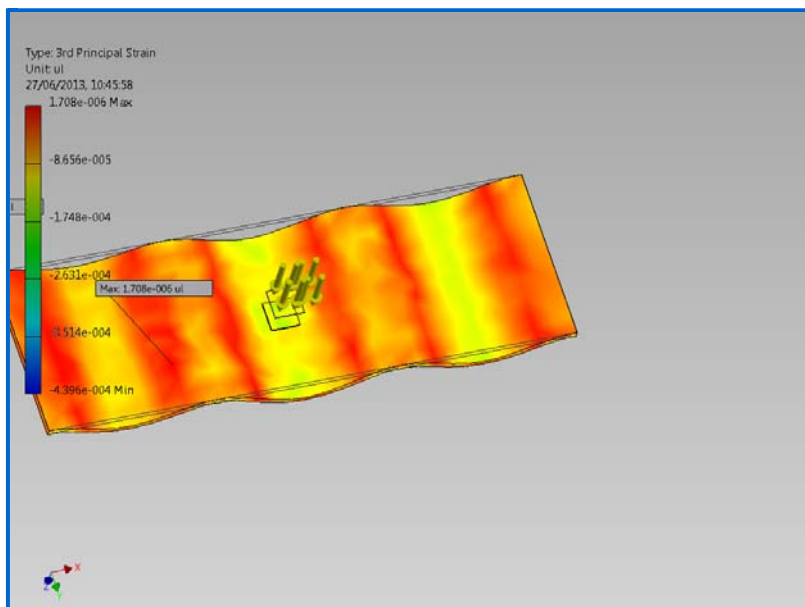 Type: 3rd Principal Strain
Unit: ul
27/06/2013, 10:45:58
1.708e-006 Max
-8.656e-005
-1.748e-004
-2.631e-004
Max: 1.708e-006 ul
-3.514e-004
-4.396e-004 Min
X
Z
Y